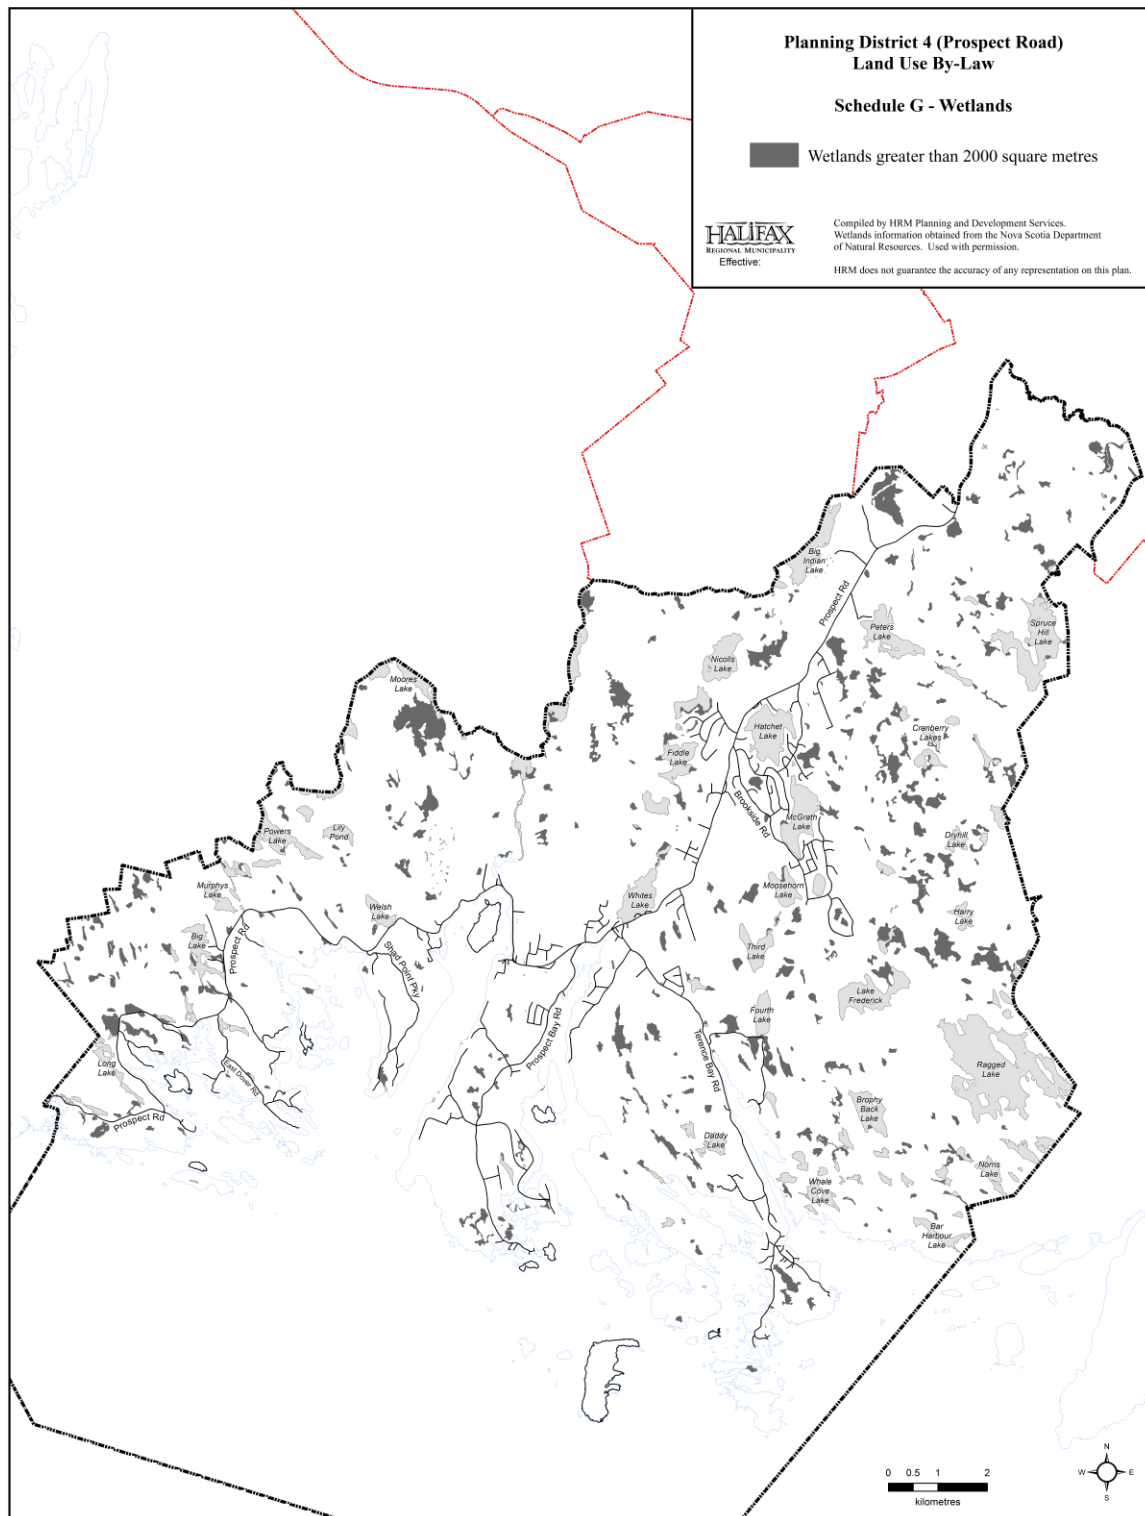 Planning District 4 (Prospect Road)
Land Use By-Law
Schedule G - Wetlands
Wetlands greater than 2000 square metres
HALIFAX
REGIONAL MUNICIPALITY
Effective:
Compiled by HRM Planning and Development Services.
Wetlands information obtained from the Nova Scotia Department
of Natural Resources. Used with permission.
HRM does not guarantee the accuracy of any representation on this plan.
Big
Indian
Lake
Prospect Rd
Peters
Lake
Spruce
Hill
Lake
Nicolls
Lake
Moores
Lake
Hatchet
Lake
Cranberry
Lakes
Fiddle
Lake
Brookside Rd
McGrath
Lake
Powers
Lake
Lily
Pond
Dryhill
Lake
Murphys
Lake
Moosehorn
Lake
Whites
Lake
Welsh
Lake
Harry
Lake
Big
Lake
Prospect Rd
Shad Point Pky
Third
Lake
Lake
Frederick
Fourth
Lake
Prospect Bay Rd
Terence Bay Rd
Long
Lake
East Dover Rd
Ragged
Lake
Prospect Rd
Brophy
Back
Lake
Daddy
Lake
Norris
Lake
Whale
Cove
Lake
Bar
Harbour
Lake
N
W
E
S
0 0.5 1 2
kilometres